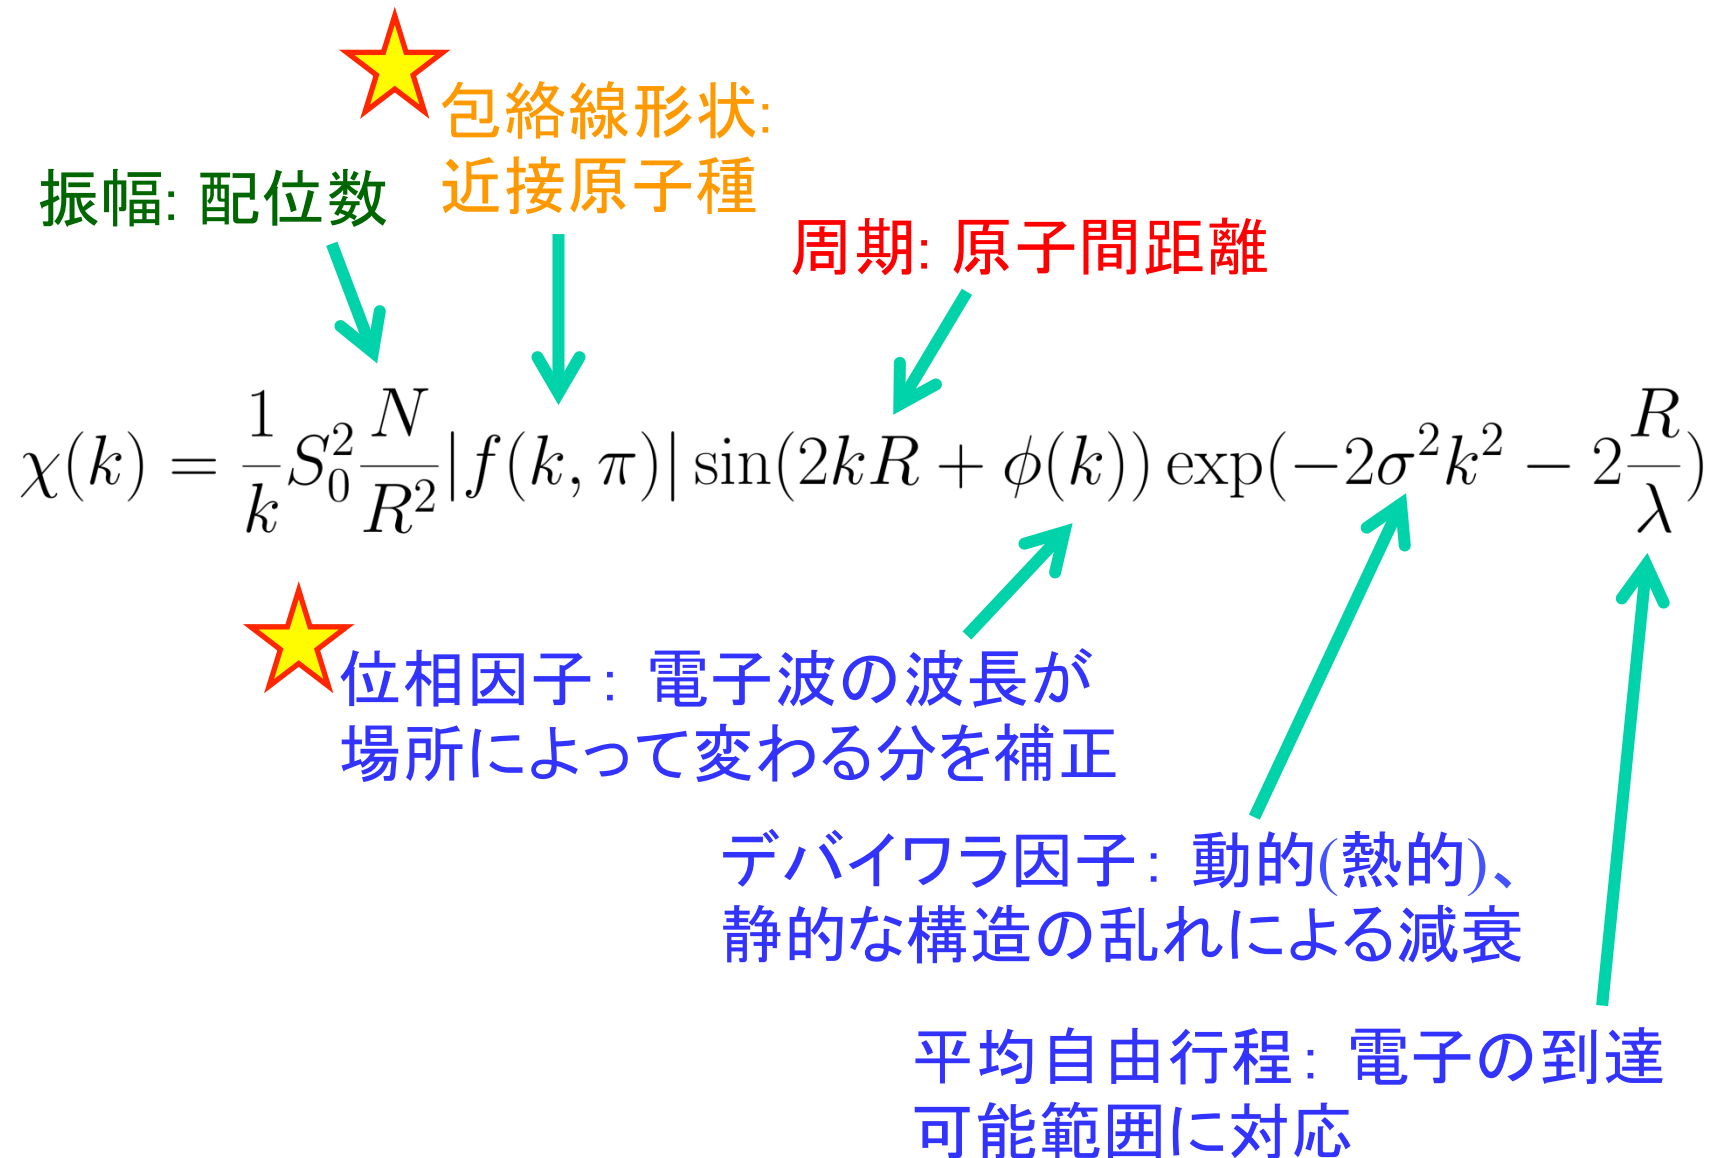 包絡線形状:
近接原子種
振幅: 配位数
周期: 原子間距離
χ(k) = \frac{1}{k} S_0^2 \frac{N}{R^2} |f(k, π)| sin(2kR + ϕ(k)) exp(−2σ^2k^2 − 2\frac{R}{λ})
位相因子: 電子波の波長が
場所によって変わる分を補正
デバイワラ因子: 動的(熱的)、
静的な構造の乱れによる減衰
平均自由行程: 電子の到達
可能範囲に対応